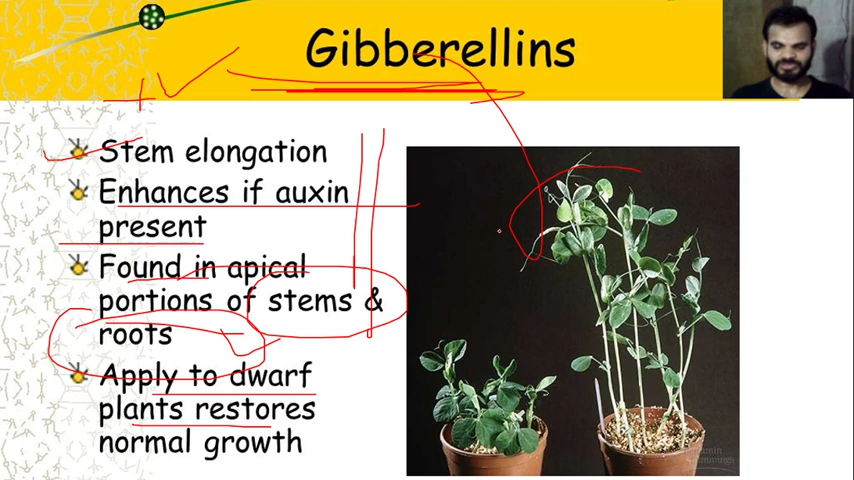 Gibberellins
Stem elongation
Enhances if auxin
present
Found in apical
portions of stems &
roots
Apply to dwarf
plants restores
normal growth